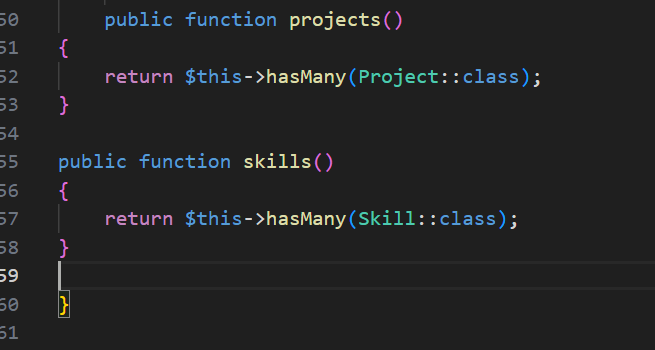 50 public function projects()
51 {
52 return $this->hasMany(Project::class);
53 }
54
55 public function skills()
56 {
57 return $this->hasMany(Skill::class);
58 }
59
60 }
61